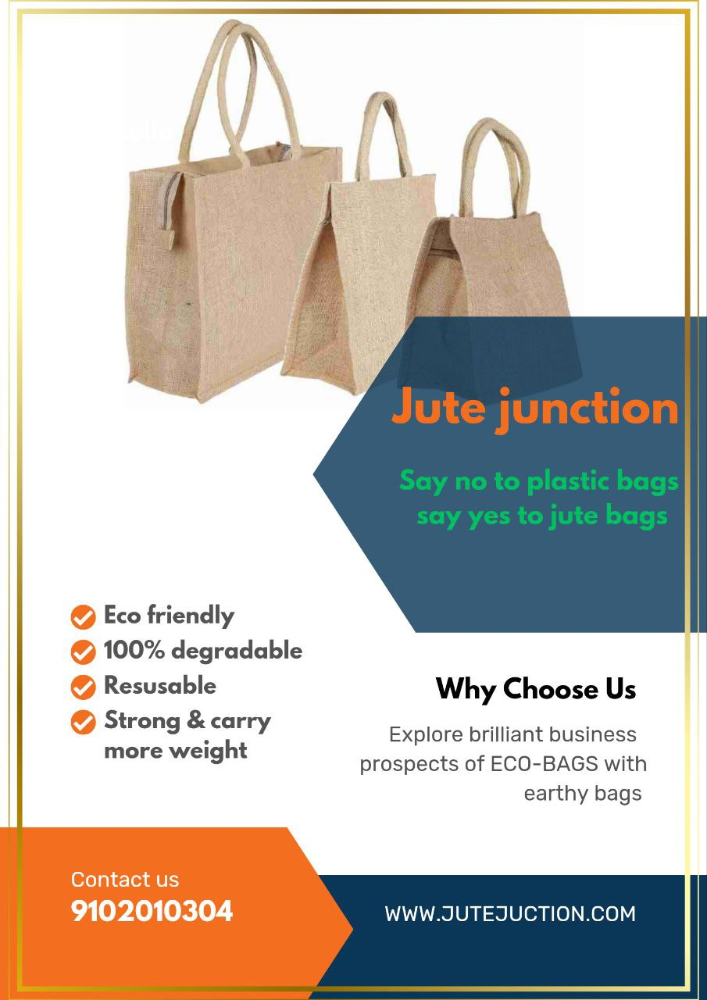 Jute junction
Say no to plastic bags
say yes to jute bags
Eco friendly
100% degradable
Resusable
Strong & carry
more weight
Why Choose Us
Explore brilliant business
prospects of ECO-BAGS with
earthy bags
Contact us
9102010304
WWW.JUTEJUCTION.COM